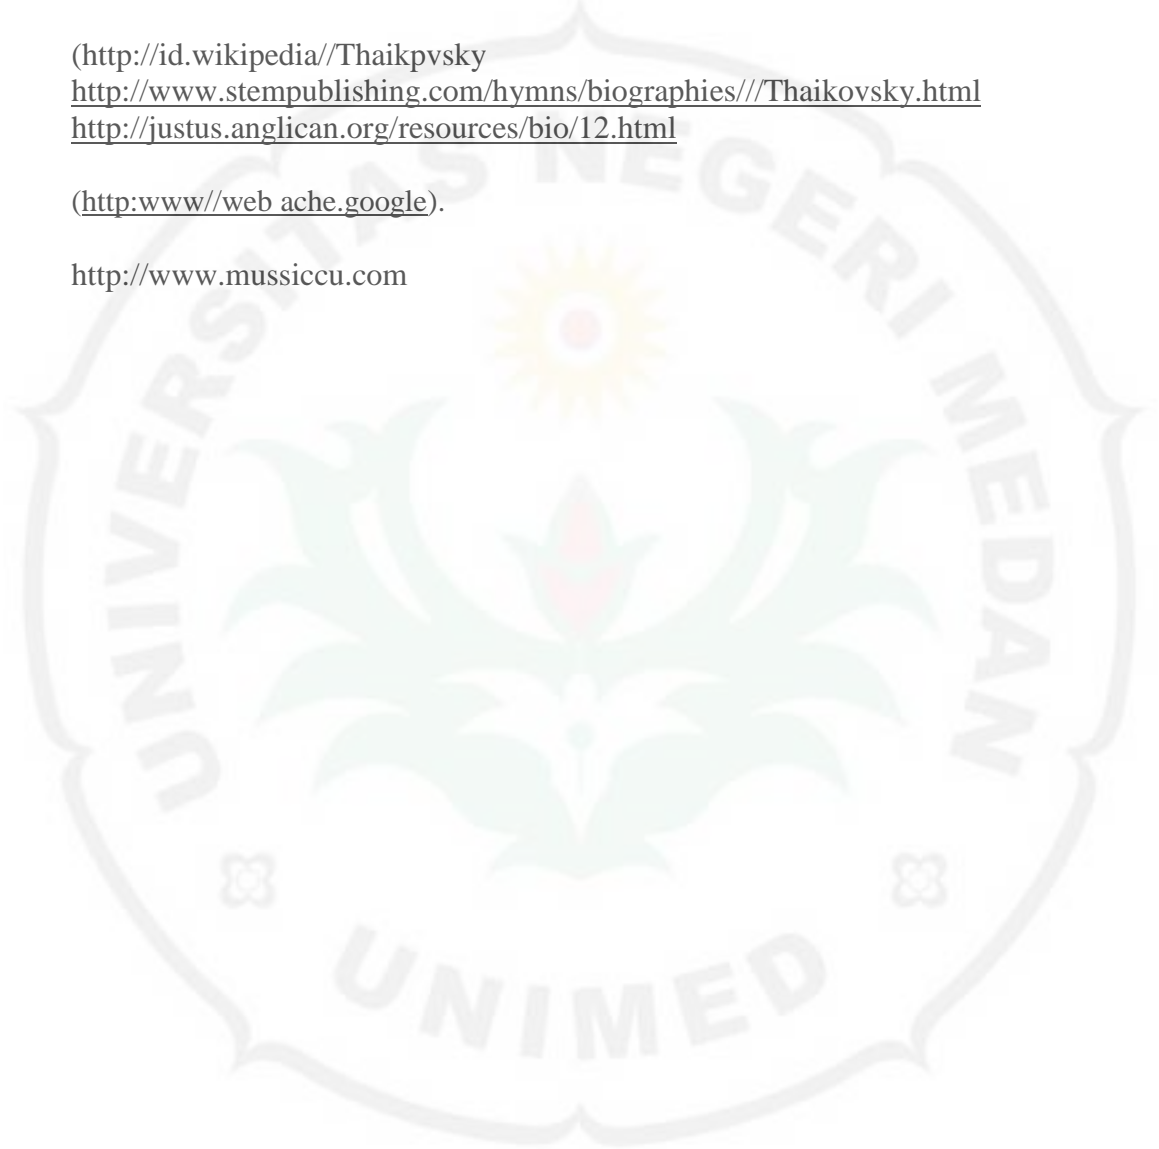 (http://id.wikipedia//Thaikpvsky
http://www.stempublishing.com/hymns/biographies///Thaikovsky.html
http://justus.anglican.org/resources/bio/12.html
(http:www//web ache.google).
http://www.mussiccu.com
UNIVERSITAS NEGERI MEDAN
UNIMED